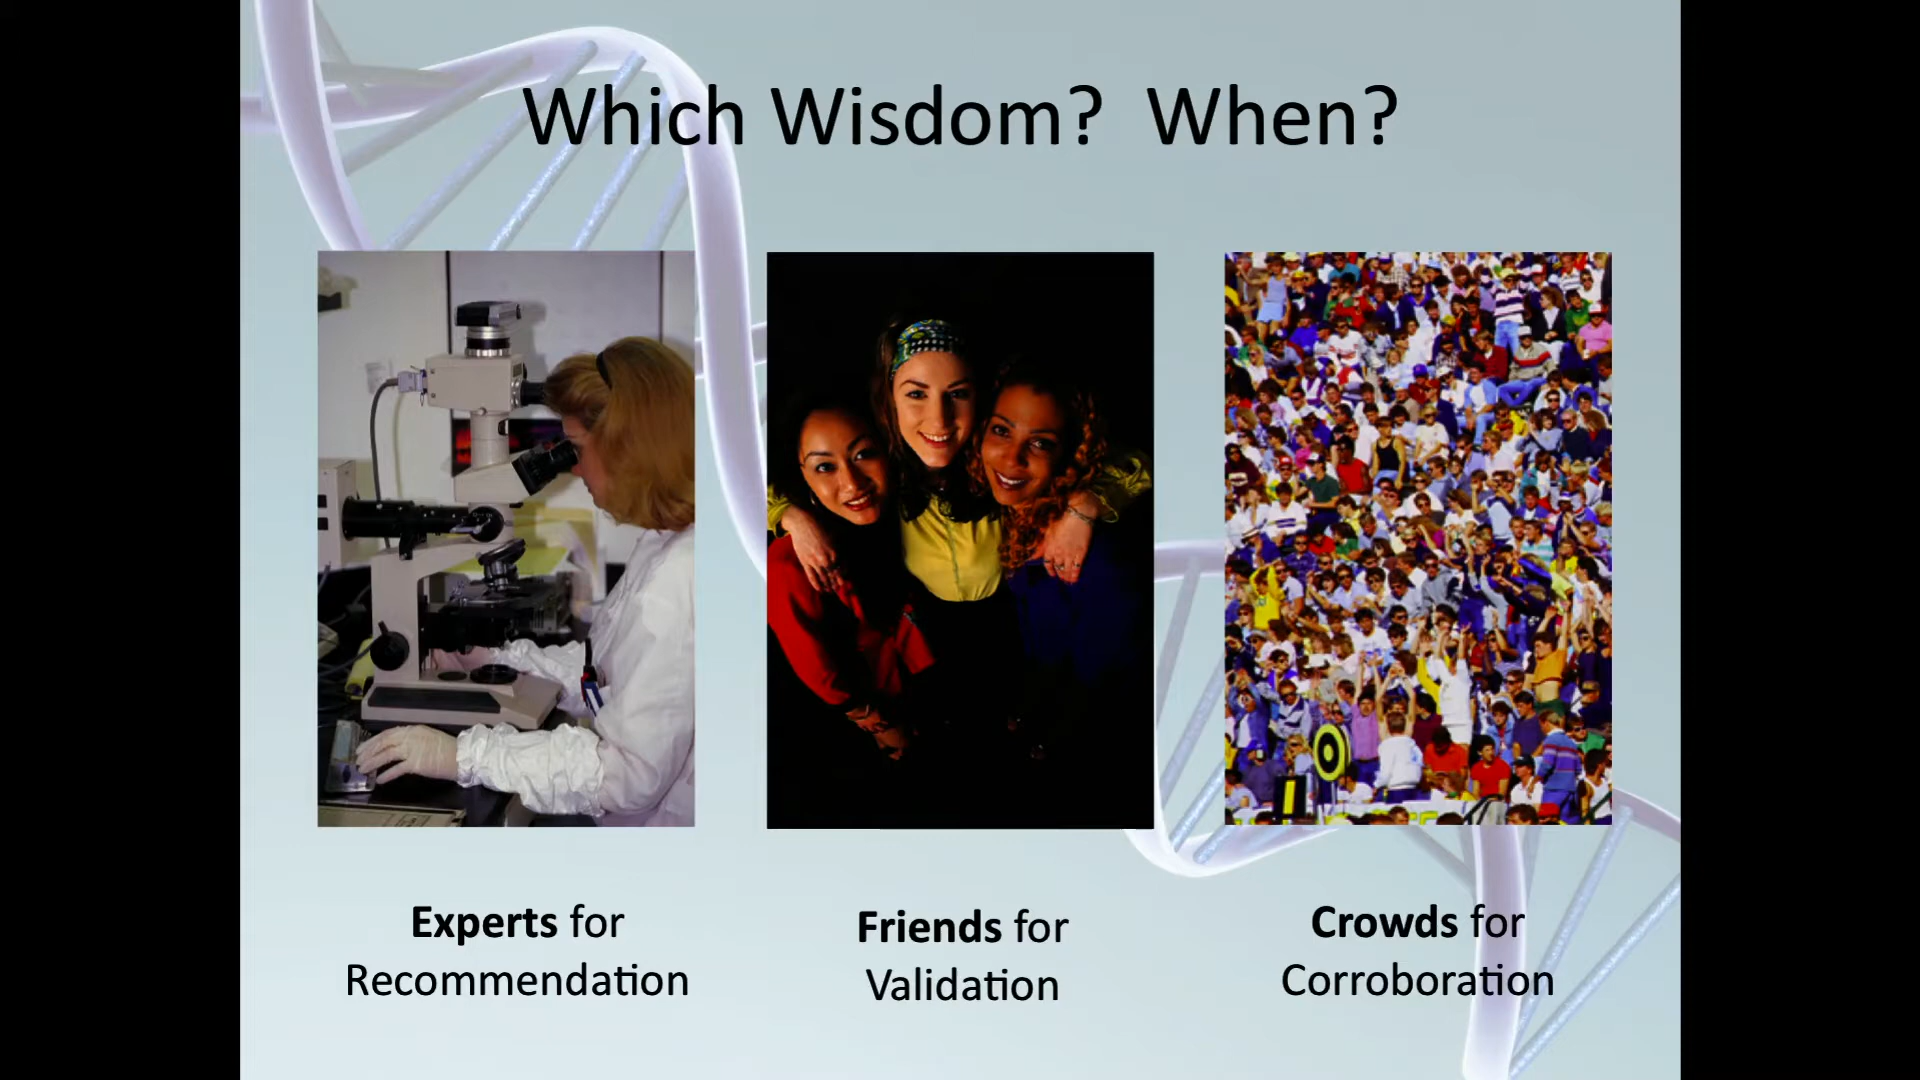 Which Wisdom?  When?
Experts for
Recommendation
Friends for
Validation
Crowds for
Corroboration